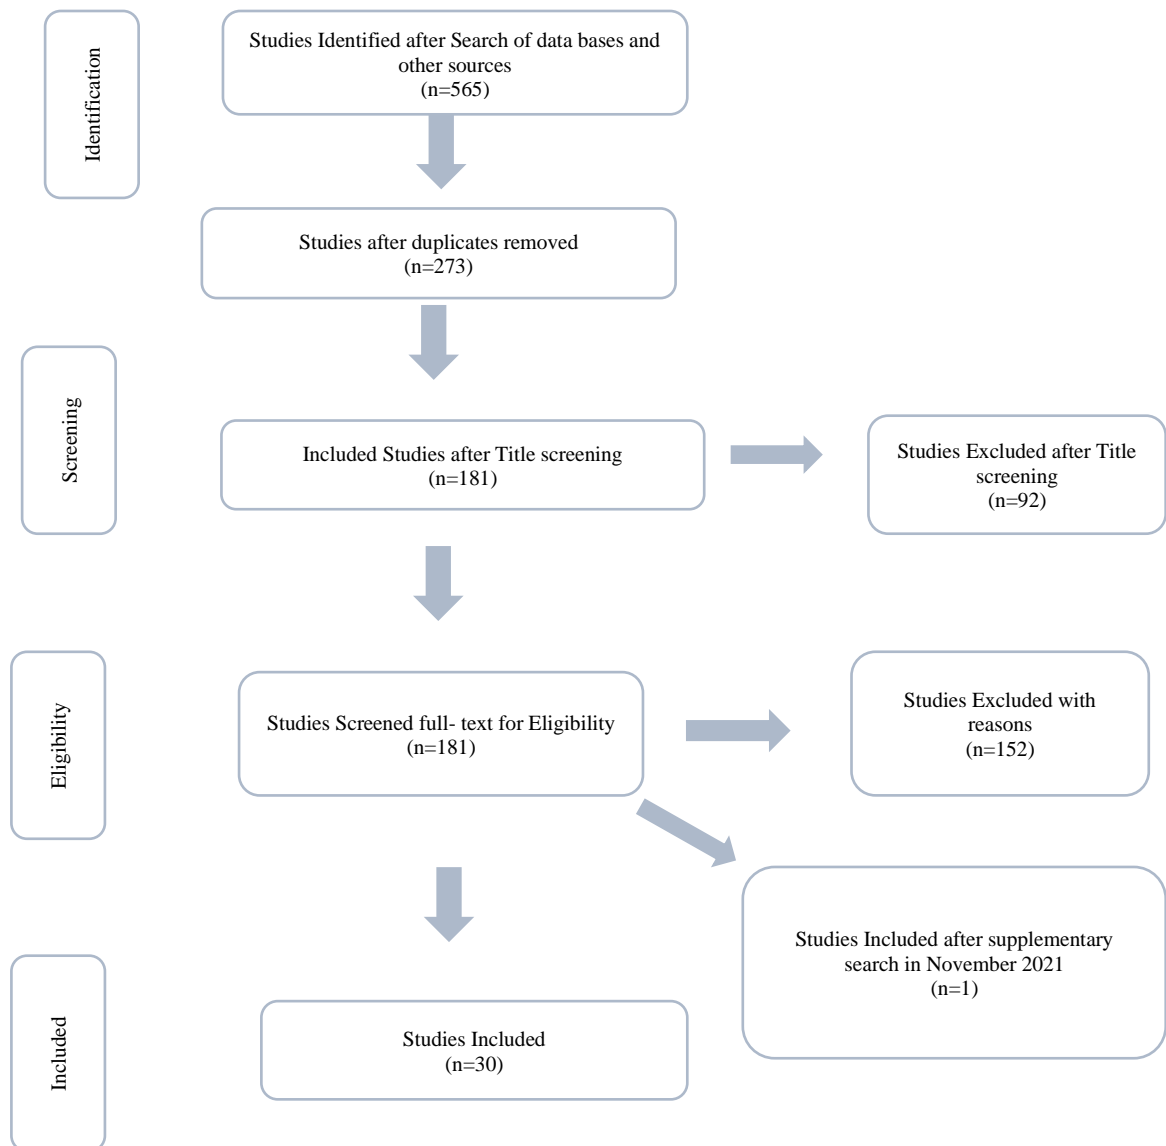 Identification
Studies Identified after Search of data bases and
other sources
(n=565)
Studies after duplicates removed
(n=273)
Screening
Included Studies after Title screening
(n=181)
Studies Excluded after Title
screening
(n=92)
Eligibility
Studies Screened full- text for Eligibility
(n=181)
Studies Excluded with
reasons
(n=152)
Studies Included after supplementary
search in November 2021
(n=1)
Included
Studies Included
(n=30)